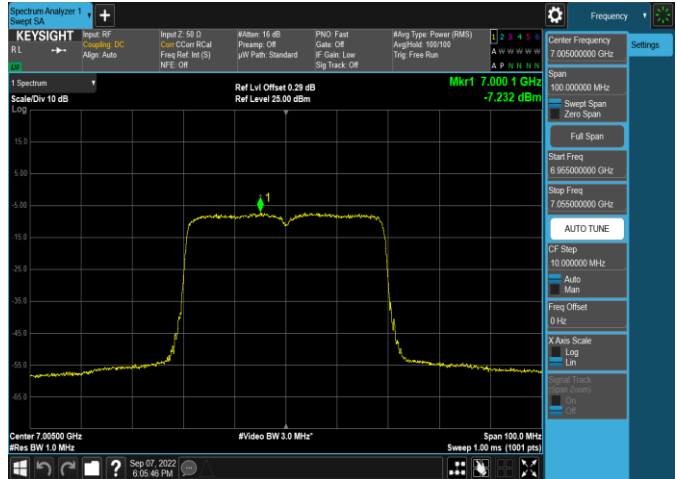 Spectrum Analyzer 1
Swept SA
Frequency
KEYSIGHT
RL
Input: RF
Coupling: DC
Align: Auto
Input Z: 50 Ω
Corr CCorr RCal
Freq Ref: Int (S)
NFE: Off
#Atten: 16 dB
Preamp: Off
µW Path: Standard
PNO: Fast
Gate: Off
IF Gain: Low
Sig Track: Off
#Avg Type: Power (RMS)
Avg|Hold: 100/100
Trig: Free Run
1 2 3 4 5 6
A W W W W W
A P N N N N
1 Spectrum
Scale/Div 10 dB
Log
Ref Lvl Offset 0.29 dB
Ref Level 25.00 dBm
Mkr1 7.000 1 GHz
-7.232 dBm
15.0
5.00
-5.00
-15.0
-25.0
-35.0
-45.0
-55.0
-65.0
1
Center 7.00500 GHz
#Res BW 1.0 MHz
#Video BW 3.0 MHz*
Span 100.0 MHz
Sweep 1.00 ms (1001 pts)
Sep 07, 2022
6:05:46 PM
Center Frequency
7.005000000 GHz
Span
100.000000 MHz
Swept Span
Zero Span
Full Span
Start Freq
6.955000000 GHz
Stop Freq
7.055000000 GHz
AUTO TUNE
CF Step
10.000000 MHz
Auto
Man
Freq Offset
0 Hz
X Axis Scale
Log
Lin
Signal Track
(Span Zoom)
On
Off
Settings